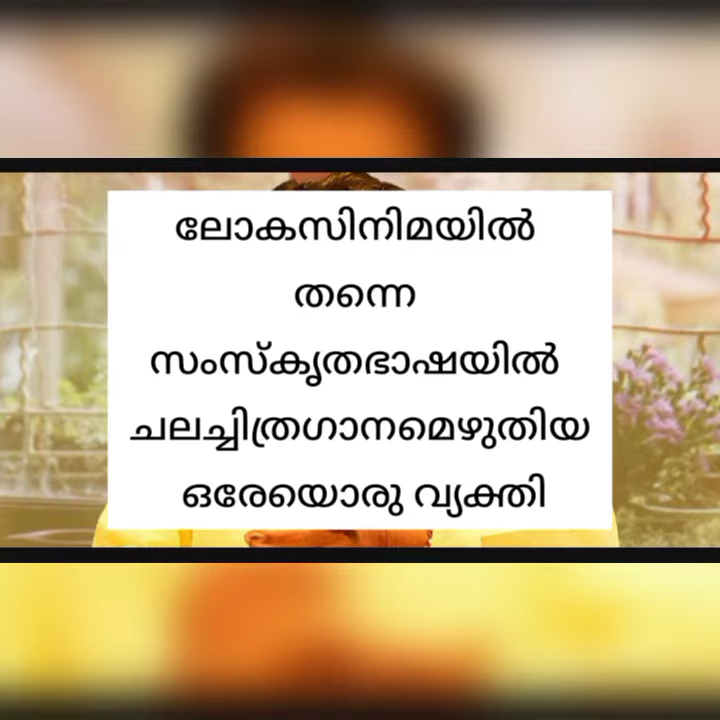 ലോകസിനിമയിൽ
തന്നെ
സംസ്കൃതഭാഷയിൽ
ചലച്ചിത്രഗാനമെഴുതിയ
ഒരേയൊരു വ്യക്തി